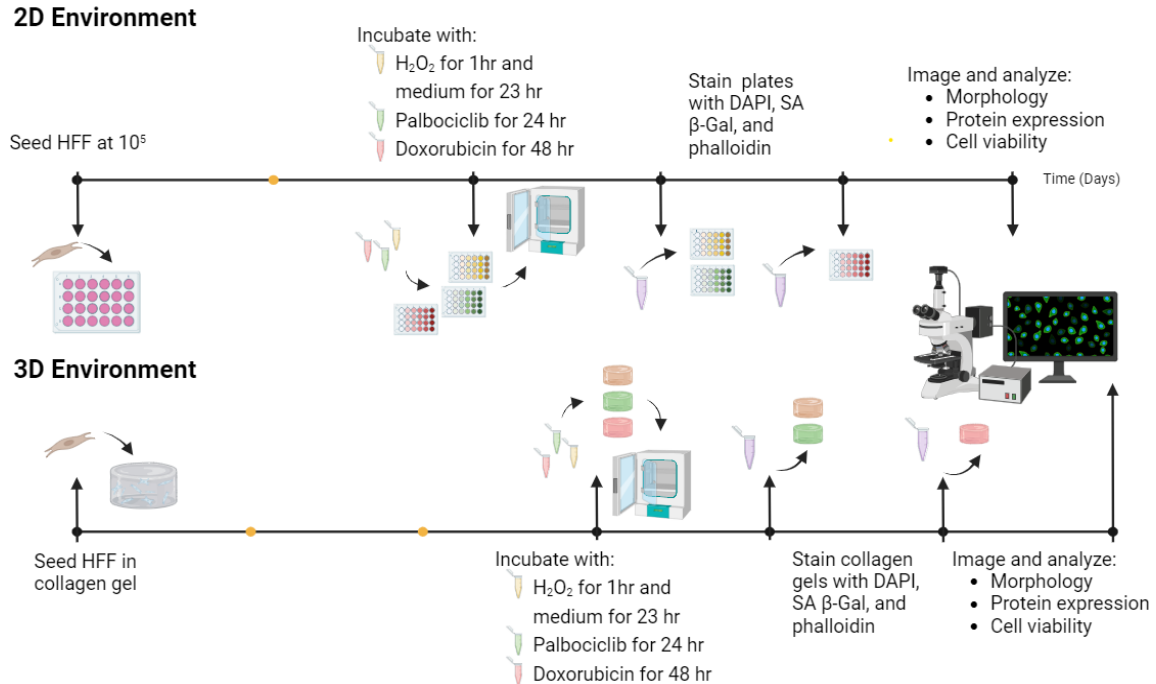 2D Environment
Incubate with:
H₂O₂ for 1hr and
medium for 23 hr
Palbociclib for 24 hr
Doxorubicin for 48 hr
Stain plates
with DAPI, SA
β-Gal, and
phalloidin
Image and analyze:
• Morphology
• Protein expression
• Cell viability
Seed HFF at 10⁵
Time (Days)
3D Environment
Seed HFF in
collagen gel
Incubate with:
H₂O₂ for 1hr and
medium for 23 hr
Palbociclib for 24 hr
Doxorubicin for 48 hr
Stain collagen
gels with DAPI,
SA β-Gal, and
phalloidin
Image and analyze:
• Morphology
• Protein expression
• Cell viability